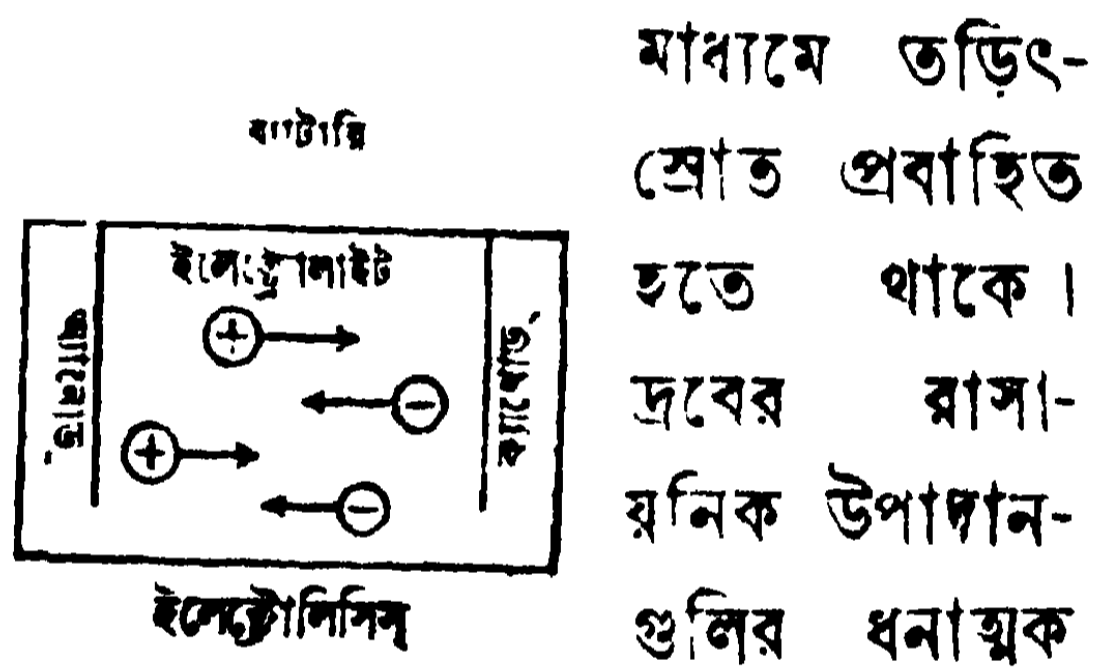 ব্যাটারি
ইলেক্ট্রোলাইট
অ্যানোড্
ক্যাথোড্
ইলেক্ট্রোলিসিস্
মাধ্যমে তড়িৎ-
স্রোত প্রবাহিত
হতে থাকে।
দ্রবের রাসা-
য়নিক উপাদান-
গুলির ধনাত্মক